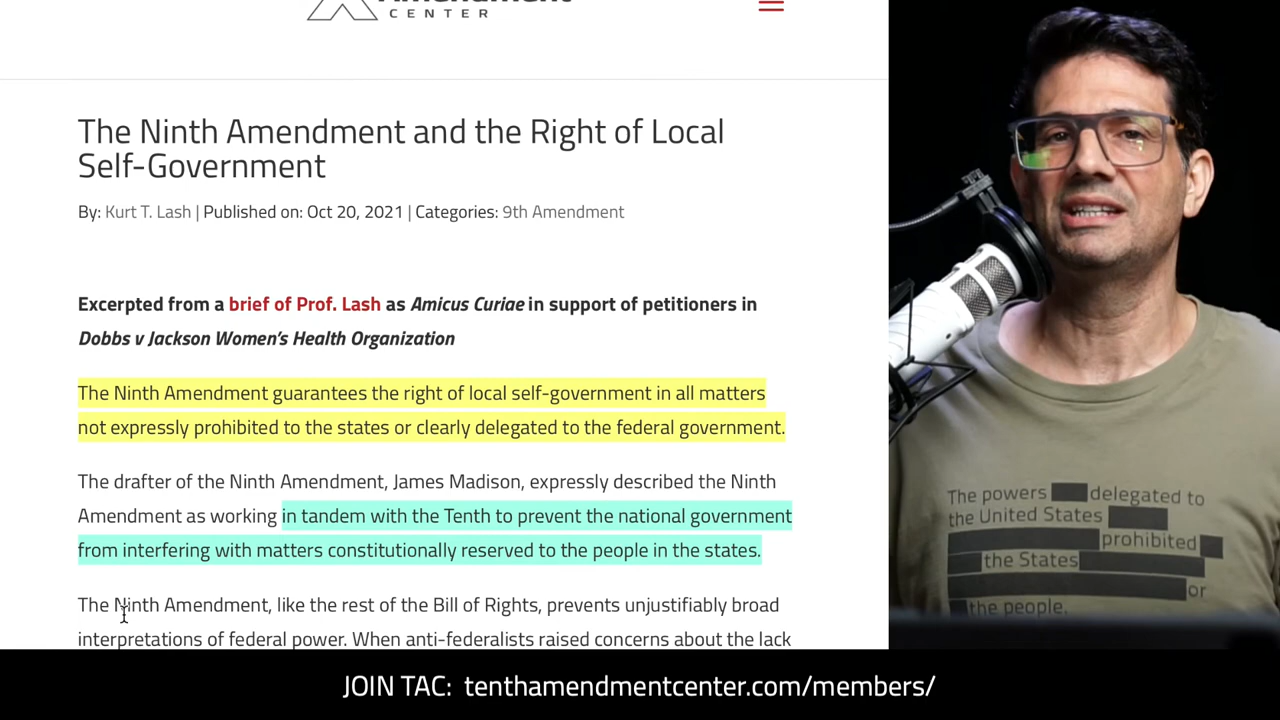 CENTER
The Ninth Amendment and the Right of Local
Self-Government
By: Kurt T. Lash | Published on: Oct 20, 2021 | Categories: 9th Amendment
Excerpted from a brief of Prof. Lash as Amicus Curiae in support of petitioners in
Dobbs v Jackson Women's Health Organization
The Ninth Amendment guarantees the right of local self-government in all matters
not expressly prohibited to the states or clearly delegated to the federal government.
The drafter of the Ninth Amendment, James Madison, expressly described the Ninth
Amendment as working in tandem with the Tenth to prevent the national government
from interfering with matters constitutionally reserved to the people in the states.
The Ninth Amendment, like the rest of the Bill of Rights, prevents unjustifiably broad
interpretations of federal power. When anti-federalists raised concerns about the lack
The powers delegated to
the United States
prohibited
the States
or
the people.
JOIN TAC: tenthamendmentcenter.com/members/